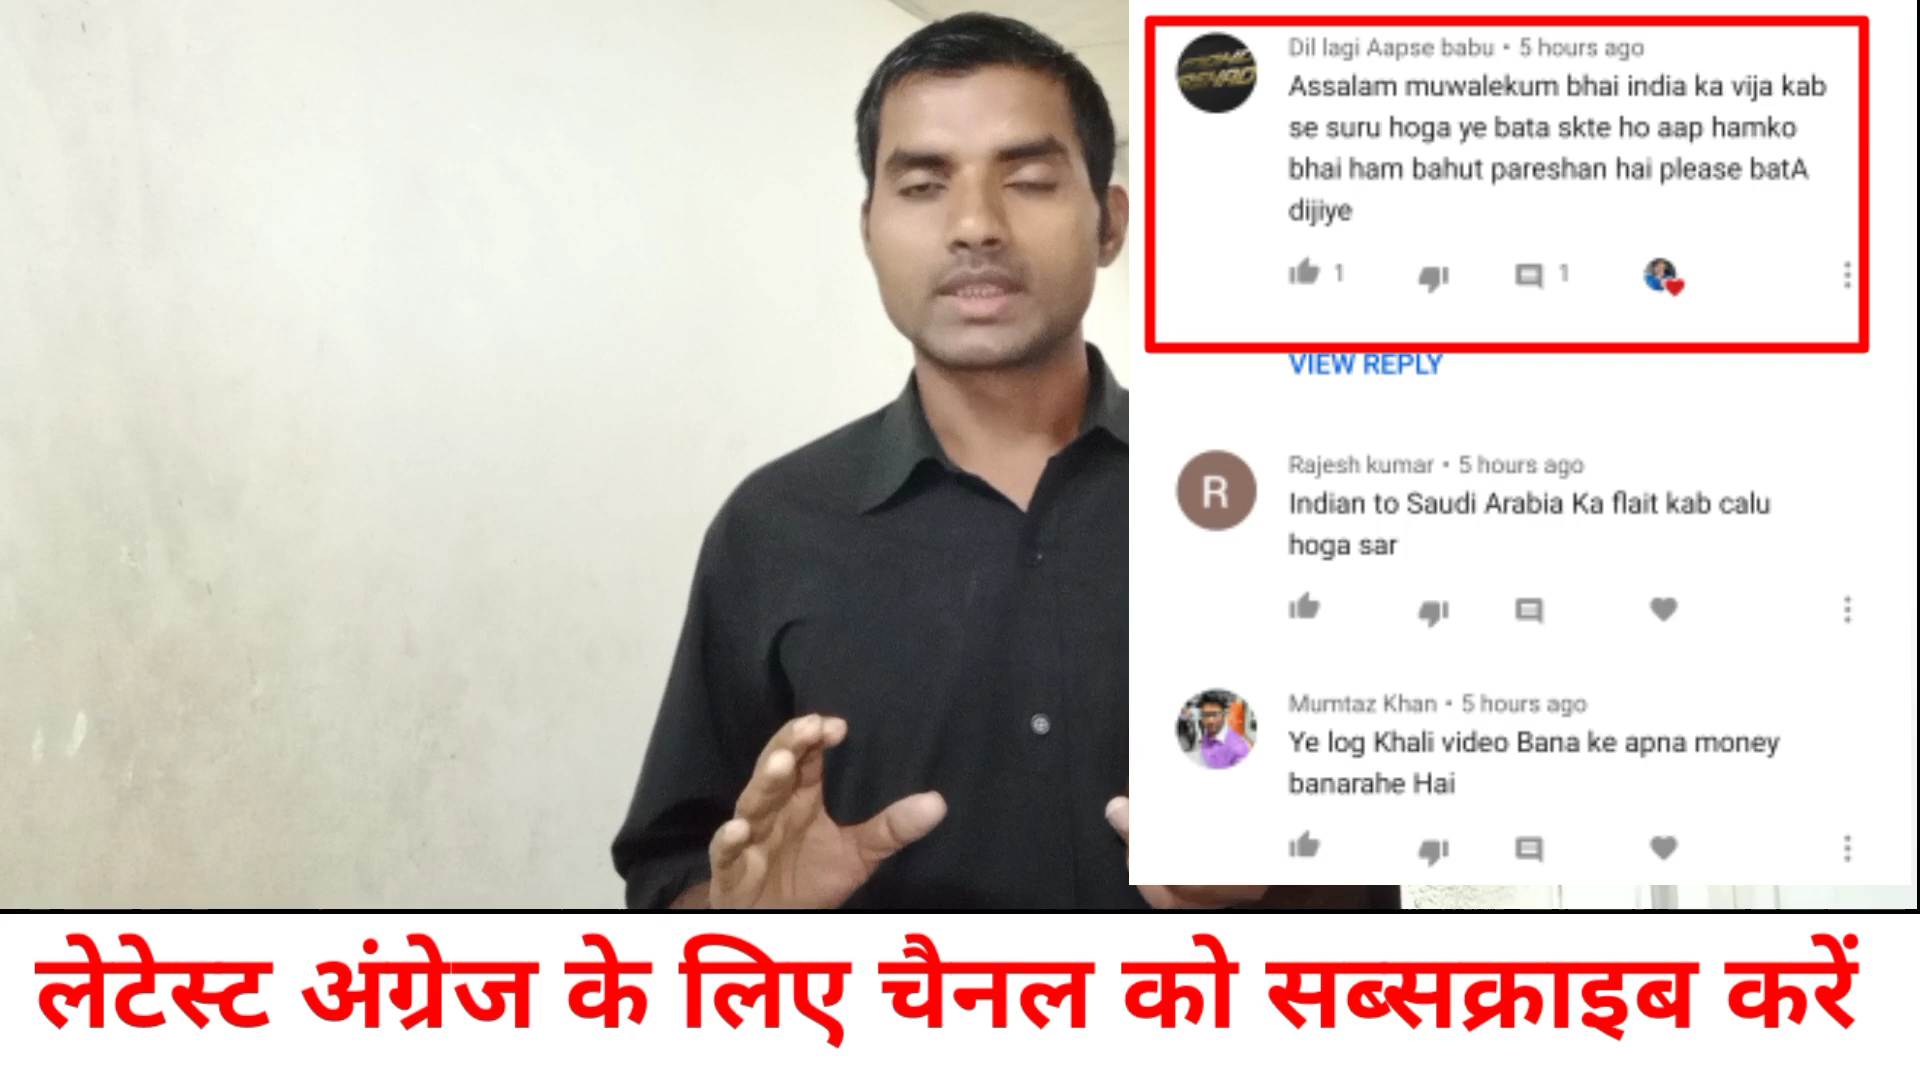 Dil lagi Aapse babu • 5 hours ago
Assalam muwalekum bhai india ka vija kab
se suru hoga ye bata skte ho aap hamko
bhai ham bahut pareshan hai please batA
dijiye
1
1
VIEW REPLY
R
Rajesh kumar • 5 hours ago
Indian to Saudi Arabia Ka flait kab calu
hoga sar
Mumtaz Khan • 5 hours ago
Ye log Khali video Bana ke apna money
banarahe Hai
लेटेस्ट अंग्रेज के लिए चैनल को सब्सक्राइब करें